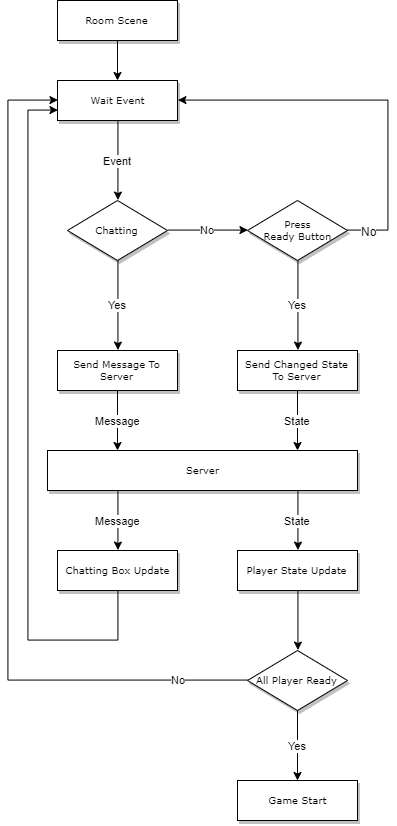 Room Scene
Wait Event
Event
Chatting
No
Press
Ready Button
No
Yes
Yes
Send Message To
Server
Send Changed State
To Server
Message
State
Server
Message
State
Chatting Box Update
Player State Update
No
All Player Ready
Yes
Game Start